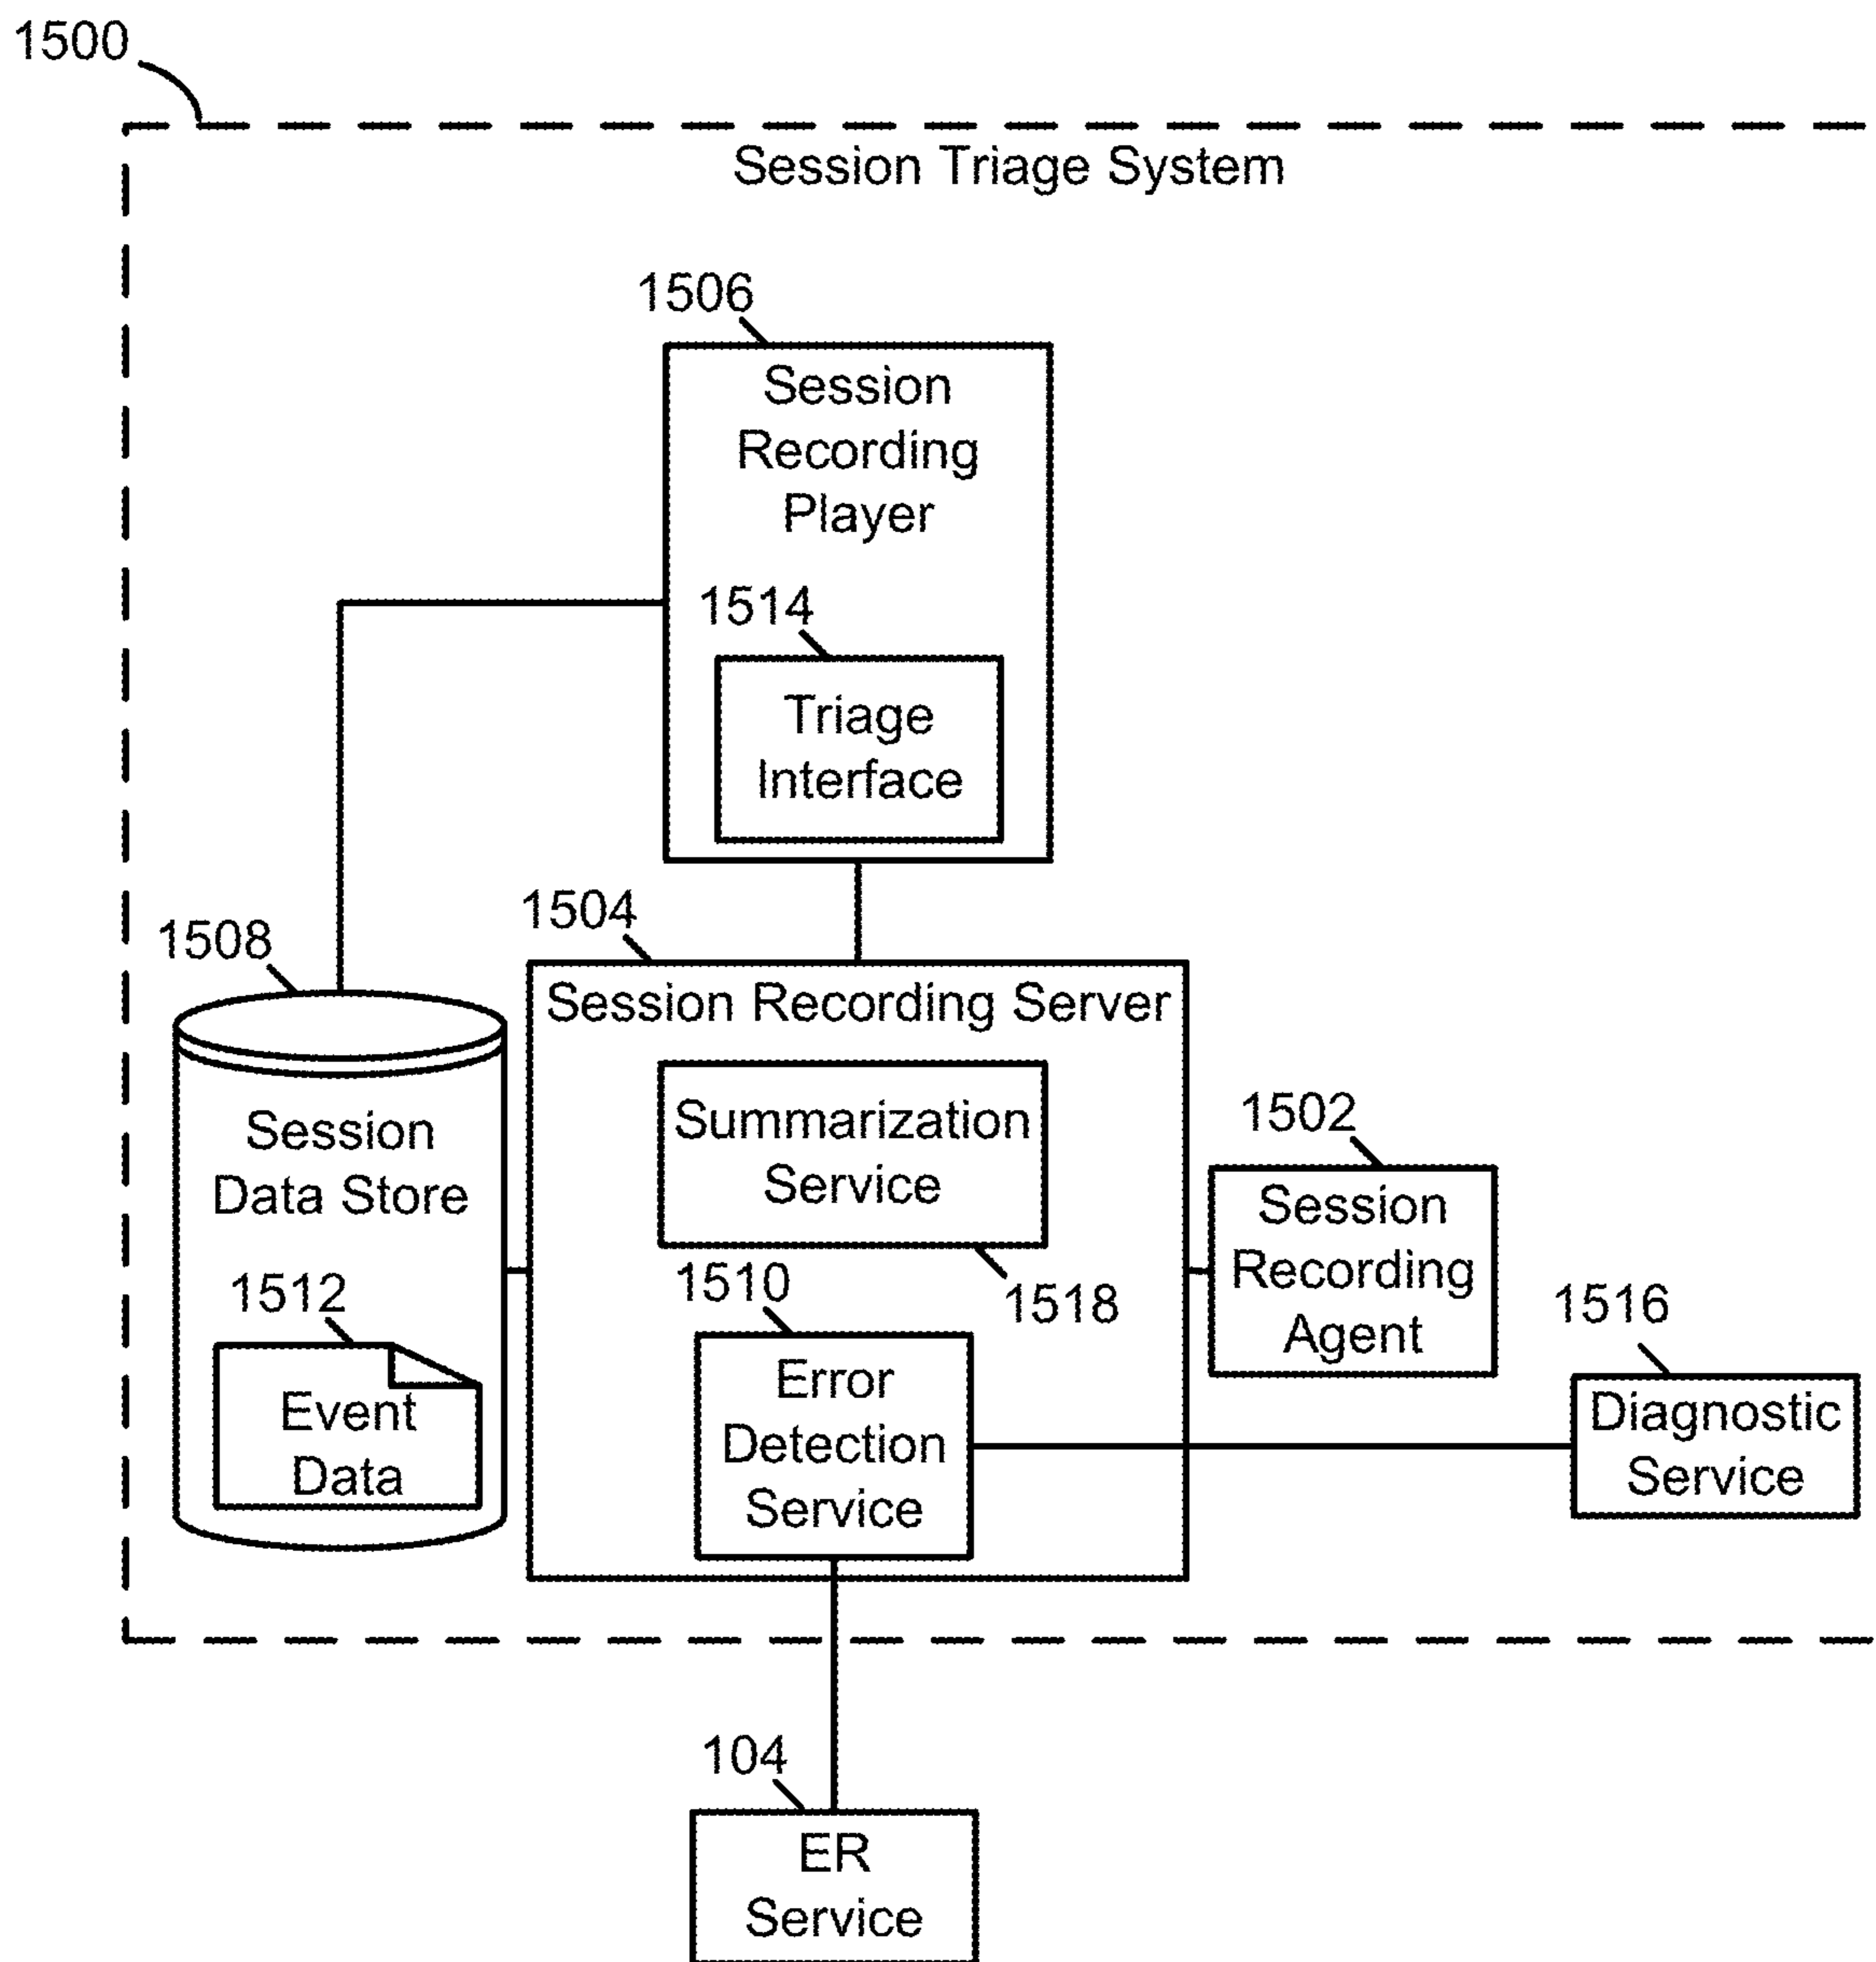 1500
Session Triage System
1506
Session
Recording
Player
1514
Triage
Interface
1508
Session
Data Store
1512
Event
Data
1504
Session Recording Server
Summarization
Service
1518
1510
Error
Detection
Service
1502
Session
Recording
Agent
1516
Diagnostic
Service
104
ER
Service